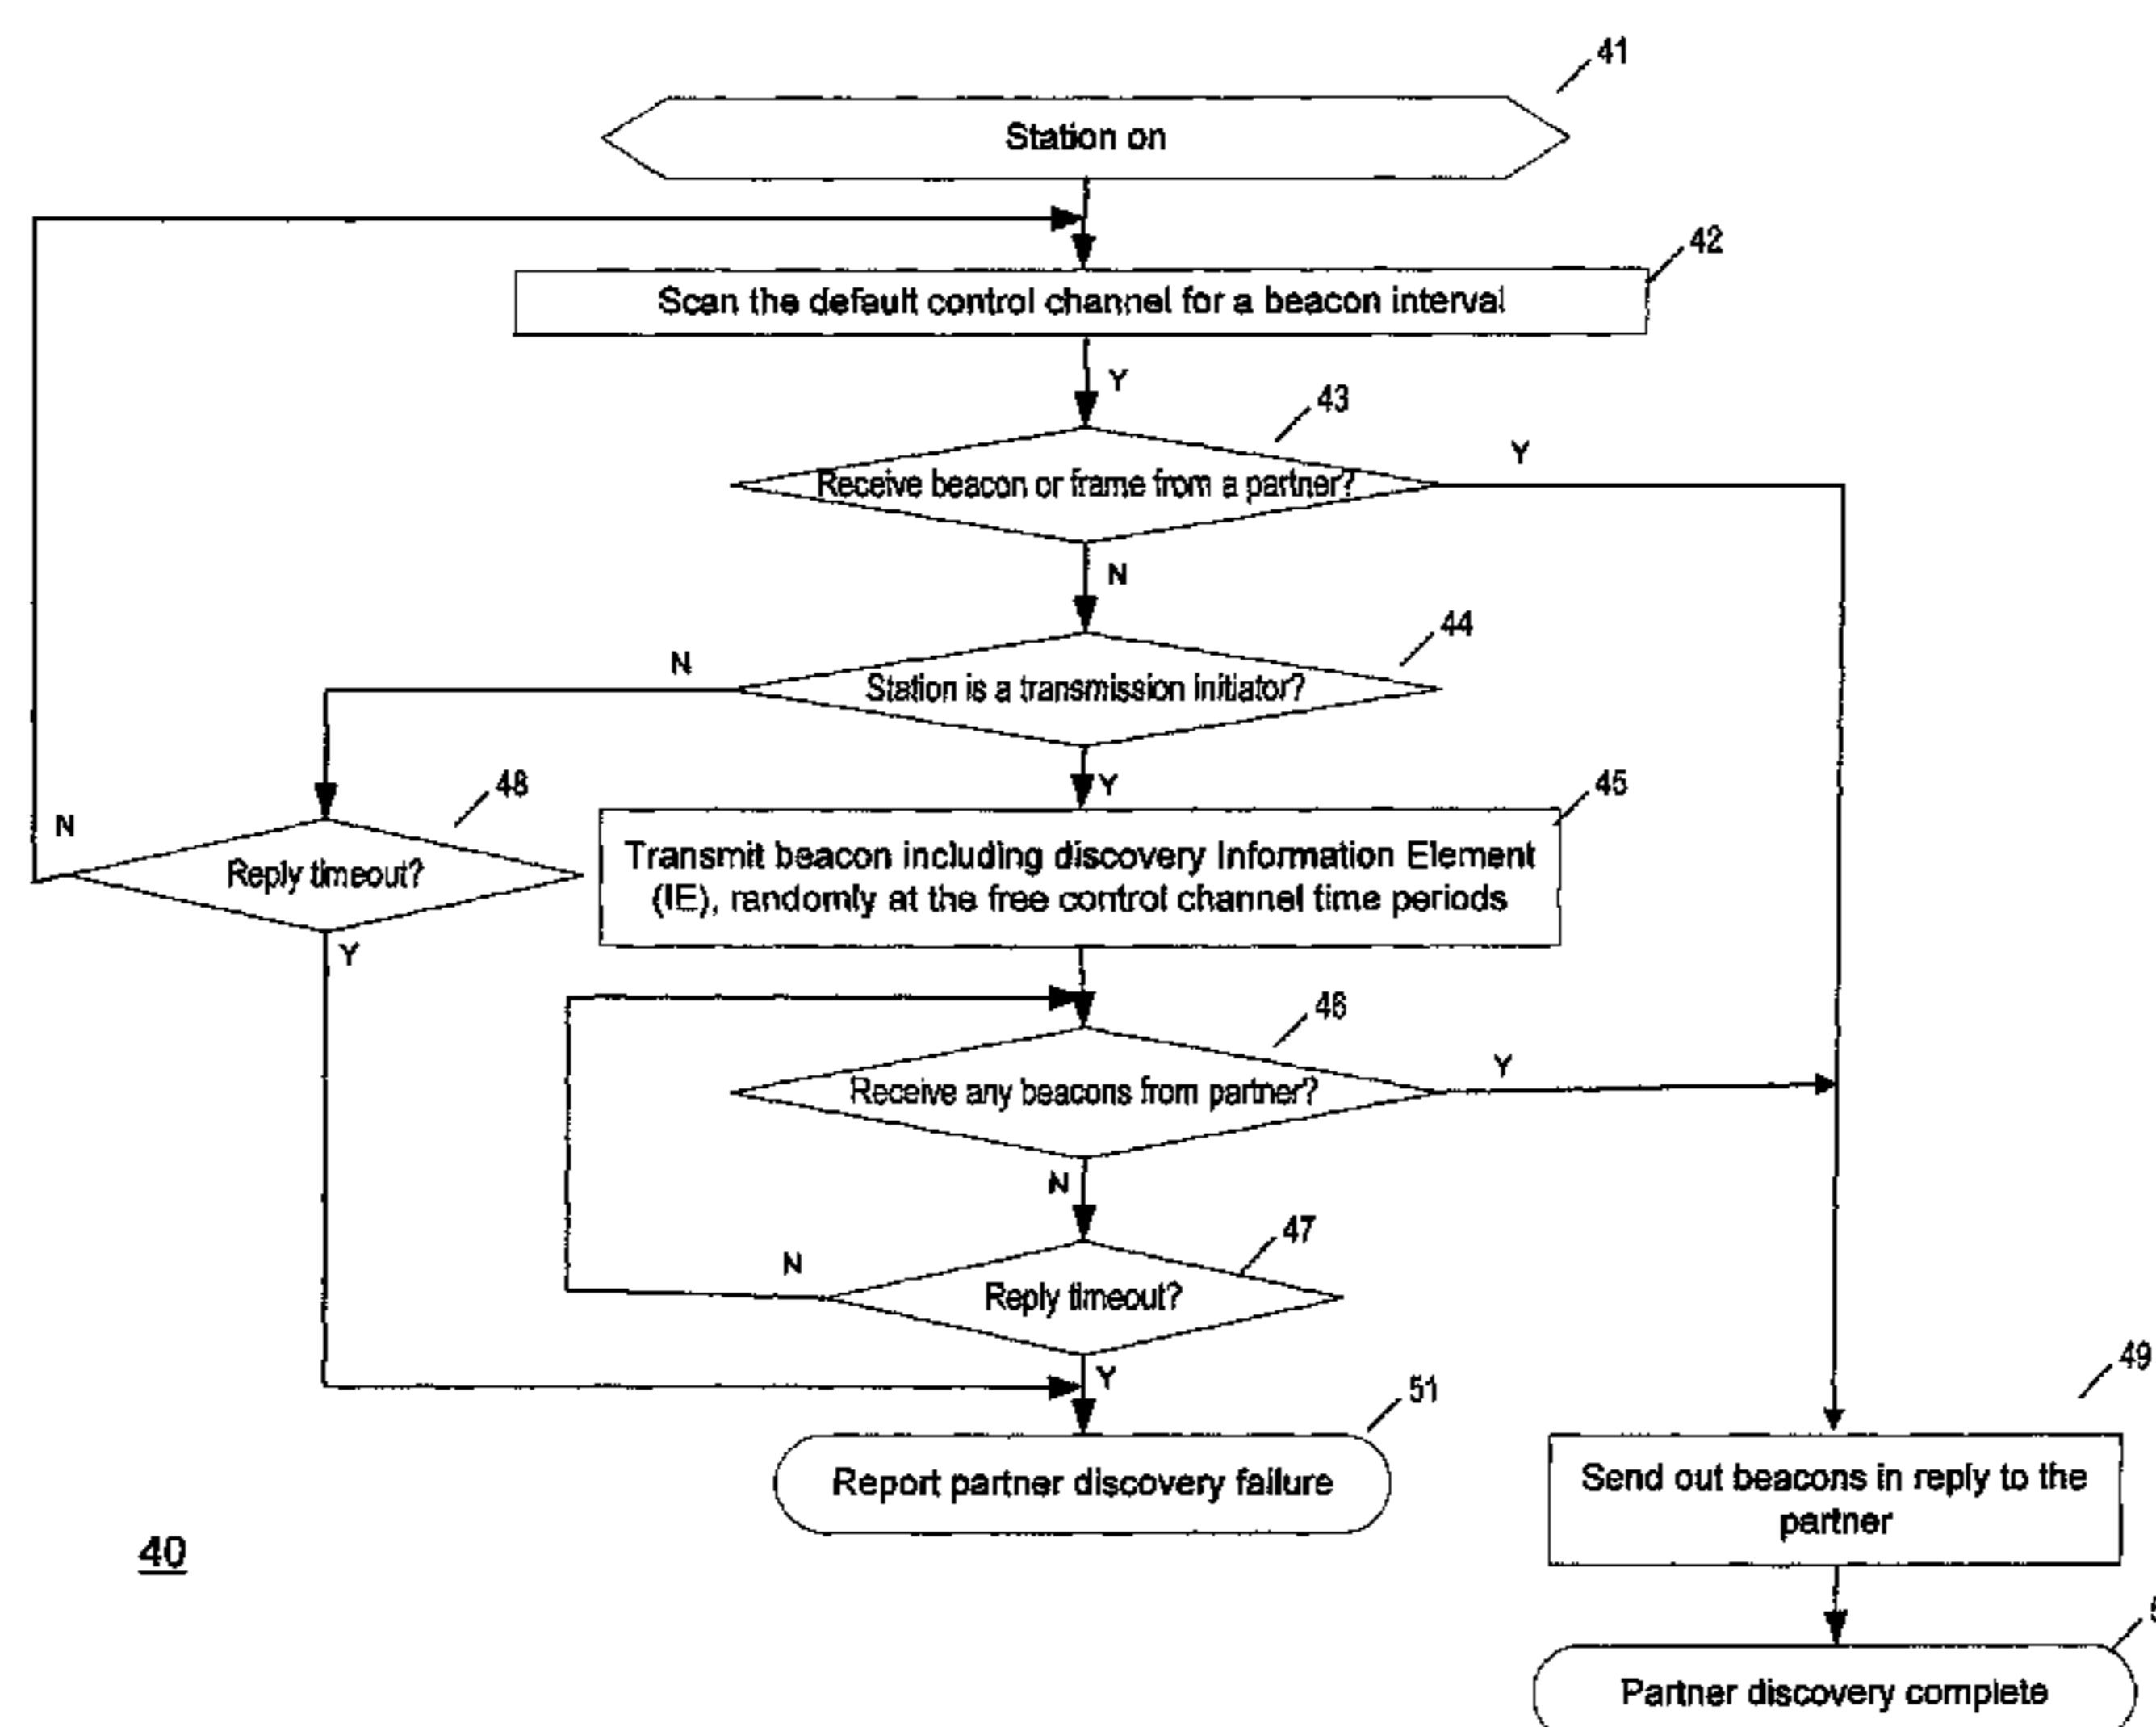 41
Station on
42
Scan the default control channel for a beacon interval
Y
43
Y
Receive beacon or frame from a partner?
N
44
N
Station is a transmission initiator?
Y
48
45
N
Reply timeout?
Transmit beacon including discovery Information Element
(IE), randomly at the free control channel time periods
Y
46
Y
Receive any beacons from partner?
N
47
N
Reply timeout?
Y
49
51
Report partner discovery failure
Send out beacons in reply to the
partner
40
Partner discovery complete